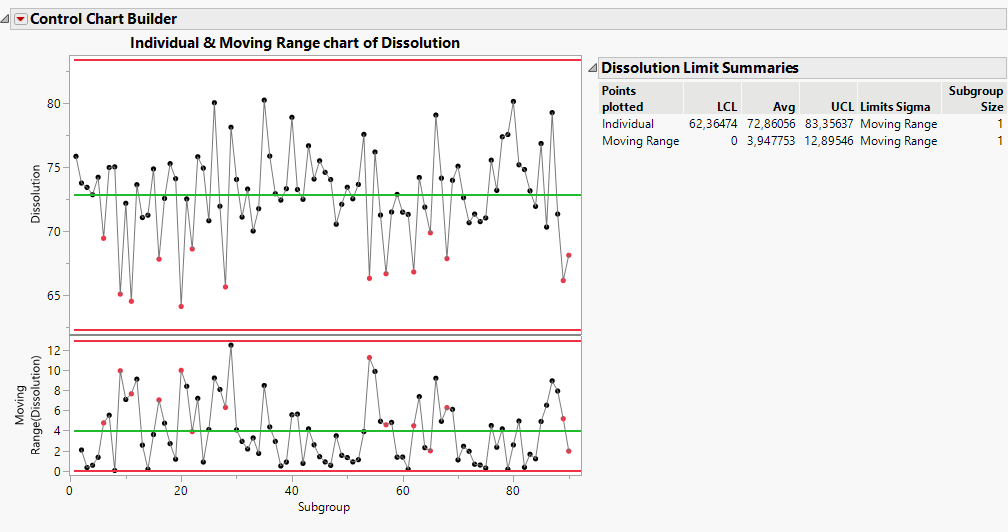 Control Chart Builder
Individual & Moving Range chart of Dissolution
80
75
70
65
Dissolution
12
10
8
6
4
2
0
Moving
Range(Dissolution)
0 20 40 60 80
Subgroup
Dissolution Limit Summaries
Points Subgroup
plotted LCL Avg UCL Limits Sigma Size
Individual 62,36474 72,86056 83,35637 Moving Range 1
Moving Range 0 3,947753 12,89546 Moving Range 1